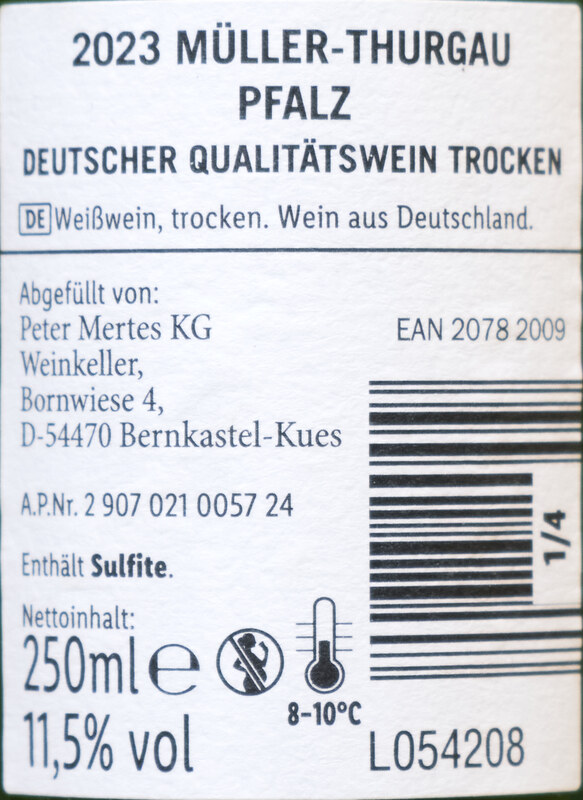 2023 MÜLLER-THURGAU
PFALZ
DEUTSCHER QUALITÄTSWEIN TROCKEN
DE Weißwein, trocken. Wein aus Deutschland.
Abgefüllt von:
Peter Mertes KG
Weinkeller,
Bornwiese 4,
D-54470 Bernkastel-Kues
EAN 2078 2009
A.P.Nr. 2 907 021 0057 24
1/4
Enthält Sulfite.
Nettoinhalt:
250ml e
8-10°C
11,5% vol
L054208